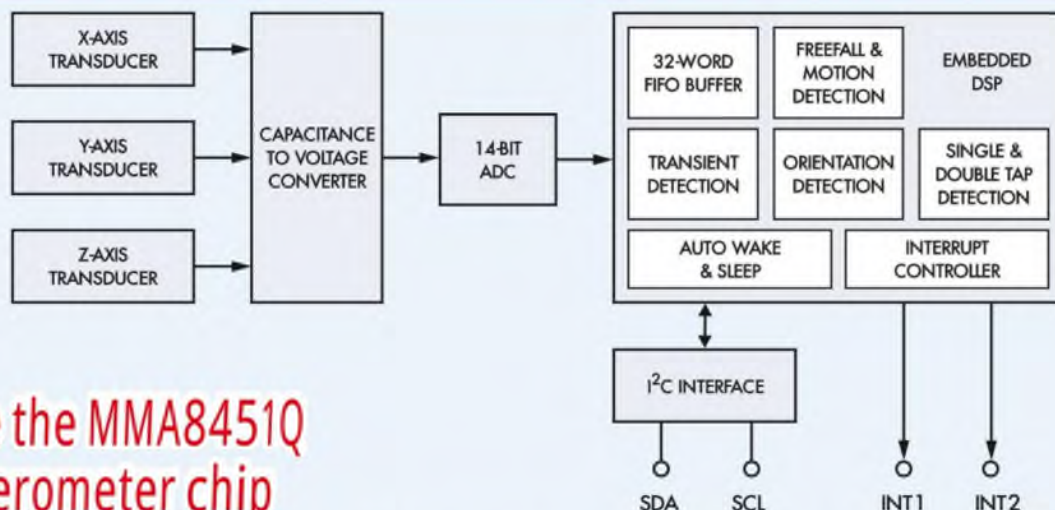 X-AXIS
TRANSDUCER
Y-AXIS
TRANSDUCER
Z-AXIS
TRANSDUCER
CAPACITANCE
TO VOLTAGE
CONVERTER
14-BIT
ADC
32-WORD
FIFO BUFFER
FREEFALL &
MOTION
DETECTION
EMBEDDED
DSP
TRANSIENT
DETECTION
ORIENTATION
DETECTION
SINGLE &
DOUBLE TAP
DETECTION
AUTO WAKE
& SLEEP
INTERRUPT
CONTROLLER
I²C INTERFACE
SDA
SCL
INT1
INT2
the MMA8451Q
chip